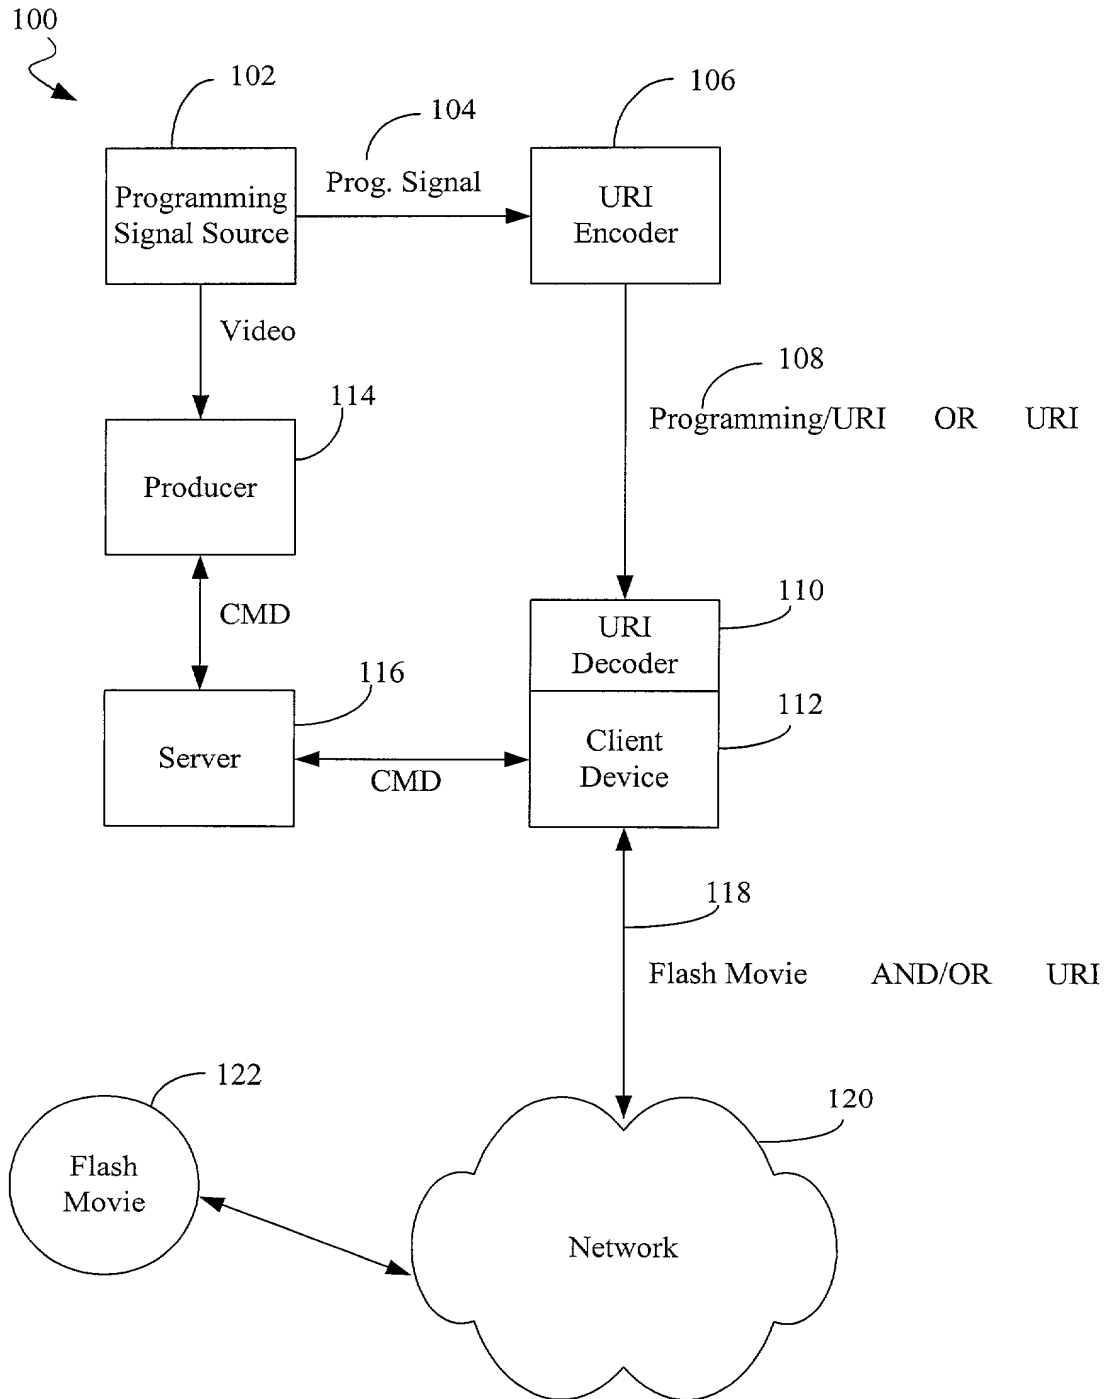 100
102
104
106
Prog. Signal
Programming
Signal Source
URI
Encoder
Video
108
Programming/URI OR URI
114
Producer
CMD
110
URI
Decoder
116
112
Server
CMD
Client
Device
118
Flash Movie AND/OR URI
122
120
Flash
Movie
Network